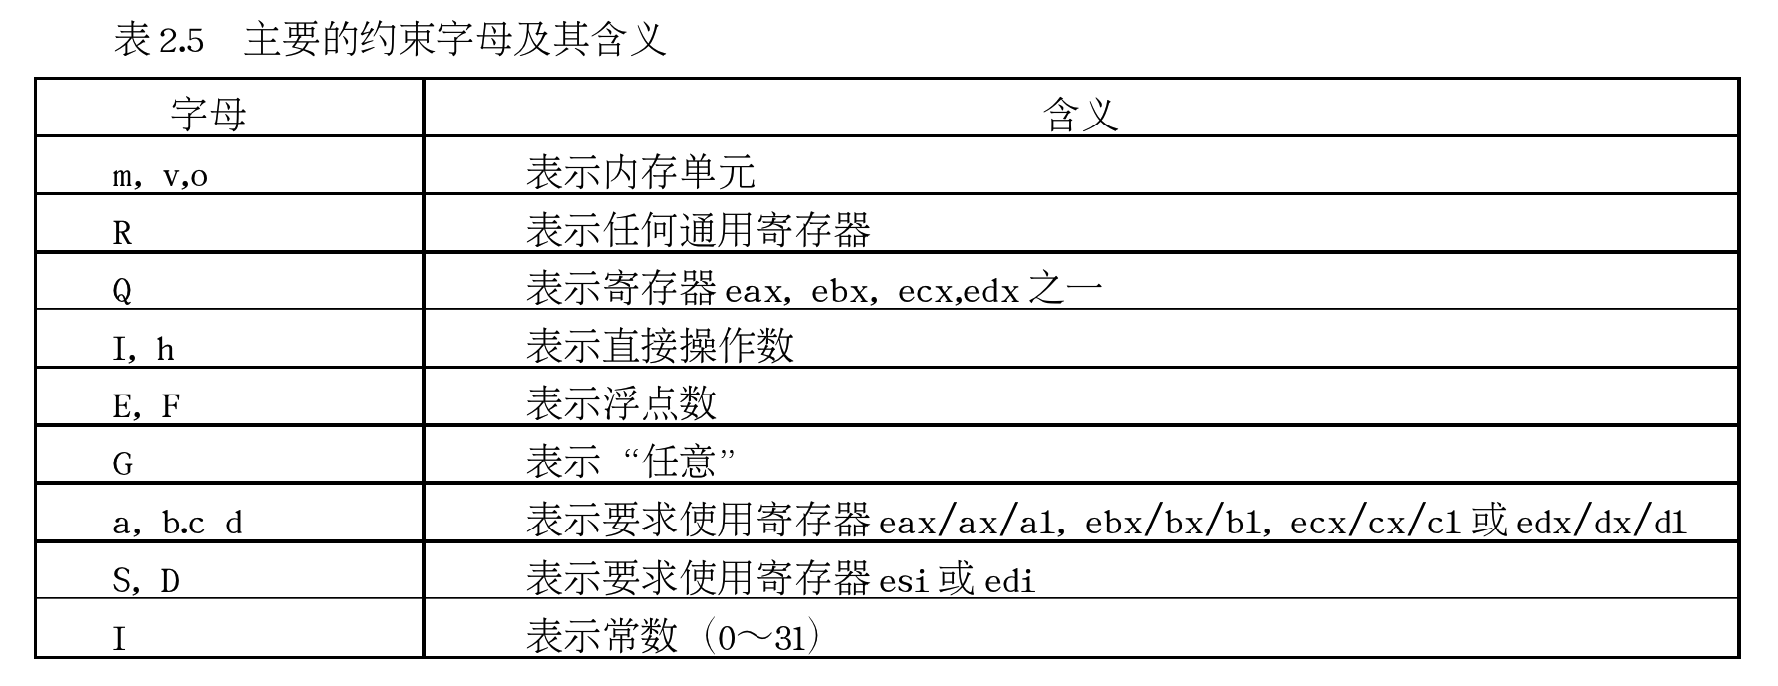 表 2.5 主要的约束字母及其含义
字母 含义
m, v,o 表示内存单元
R 表示任何通用寄存器
Q 表示寄存器 eax, ebx, ecx,edx 之一
I, h 表示直接操作数
E, F 表示浮点数
G 表示 “任意”
a, b.c d 表示要求使用寄存器 eax/ax/a1, ebx/bx/b1, ecx/cx/c1 或 edx/dx/d1
S, D 表示要求使用寄存器 esi 或 edi
I 表示常数（0～31）